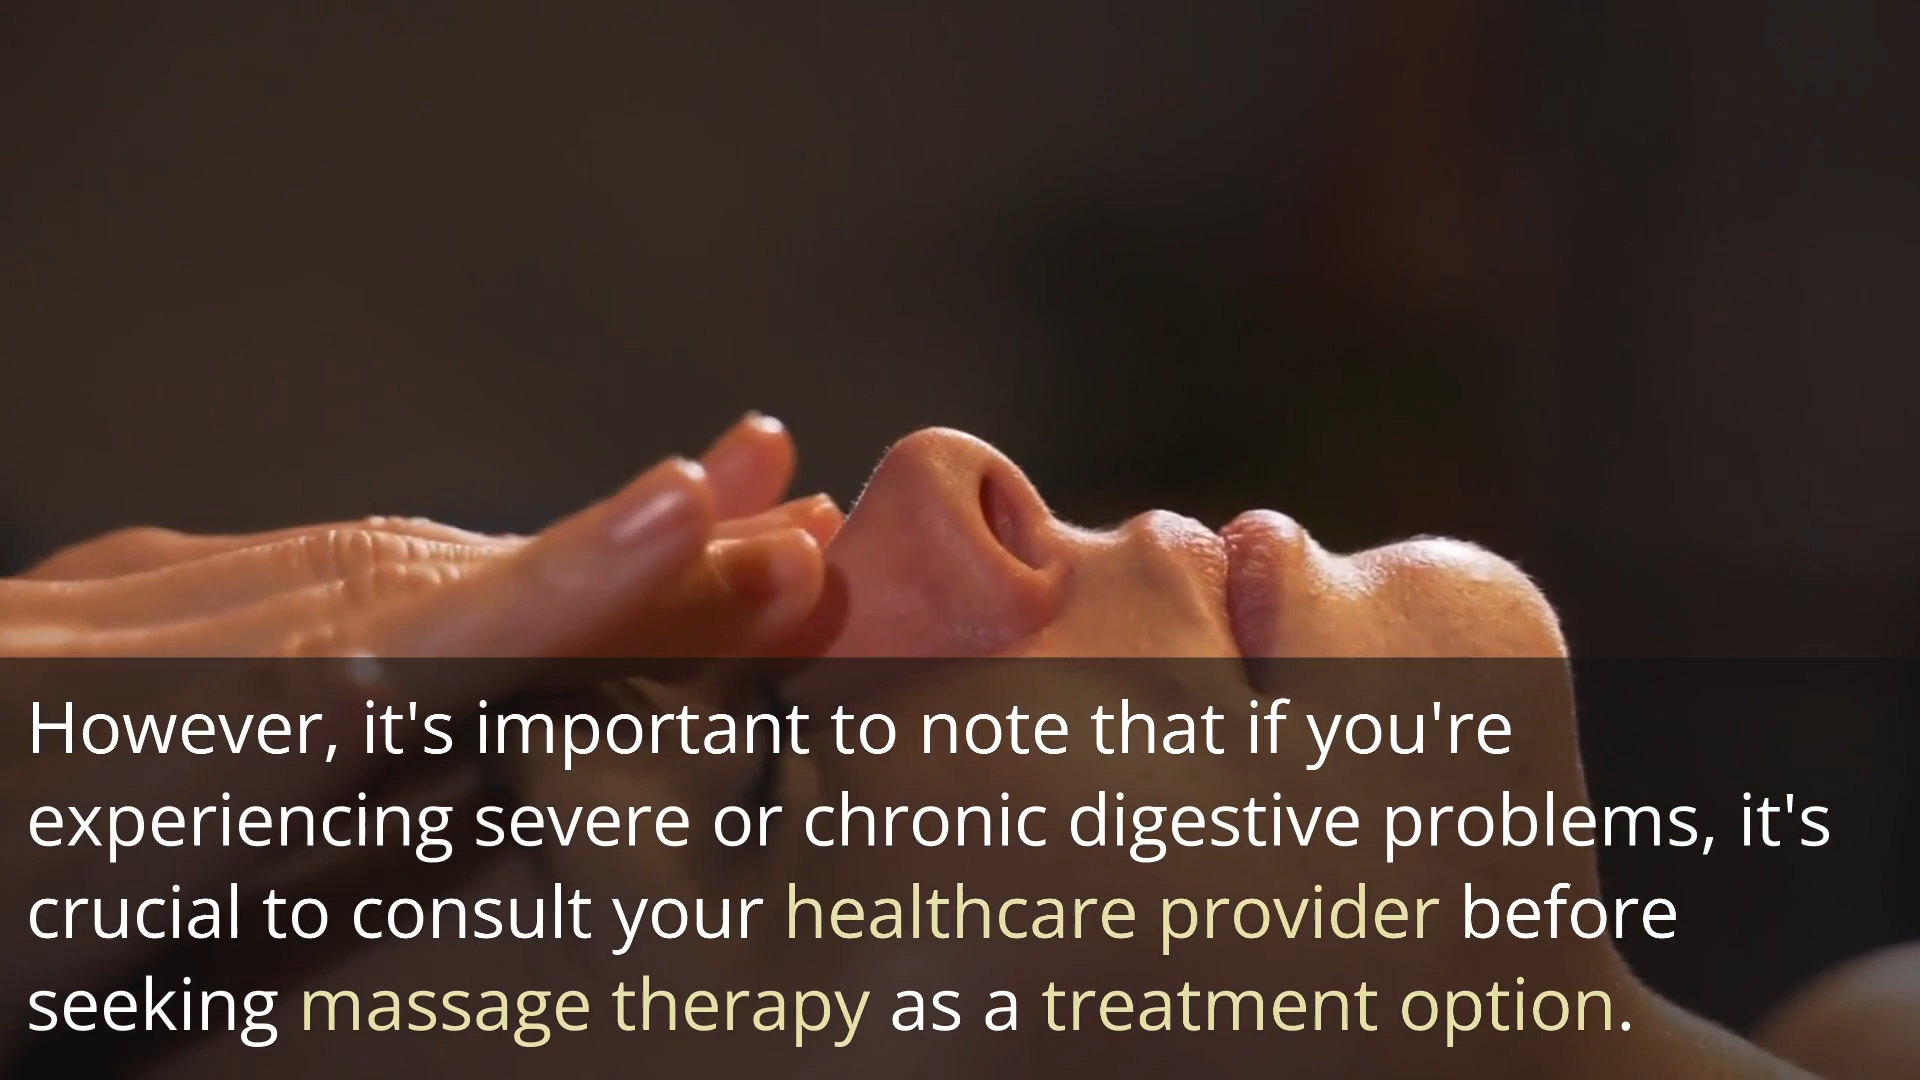 However, it's important to note that if you're
experiencing severe or chronic digestive problems, it's
crucial to consult your healthcare provider before
seeking massage therapy as a treatment option.